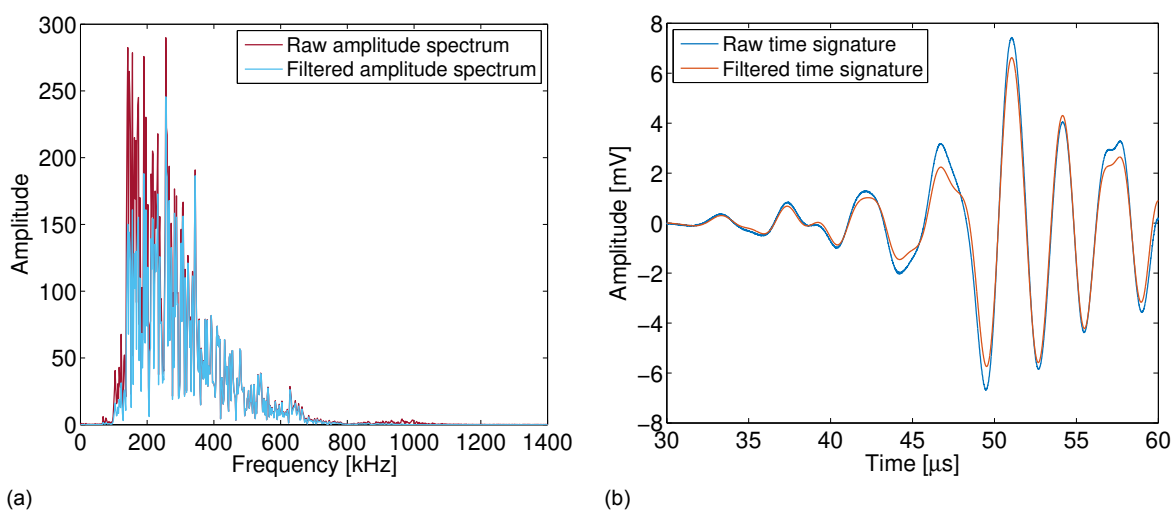 300
250
200
150
100
50
0
Amplitude
Raw amplitude spectrum
Filtered amplitude spectrum
0 200 400 600 800 1000 1200 1400
Frequency [kHz]
(a)
8
6
4
2
0
−2
−4
−6
−8
Amplitude [mV]
Raw time signature
Filtered time signature
30 35 40 45 50 55 60
Time [μs]
(b)